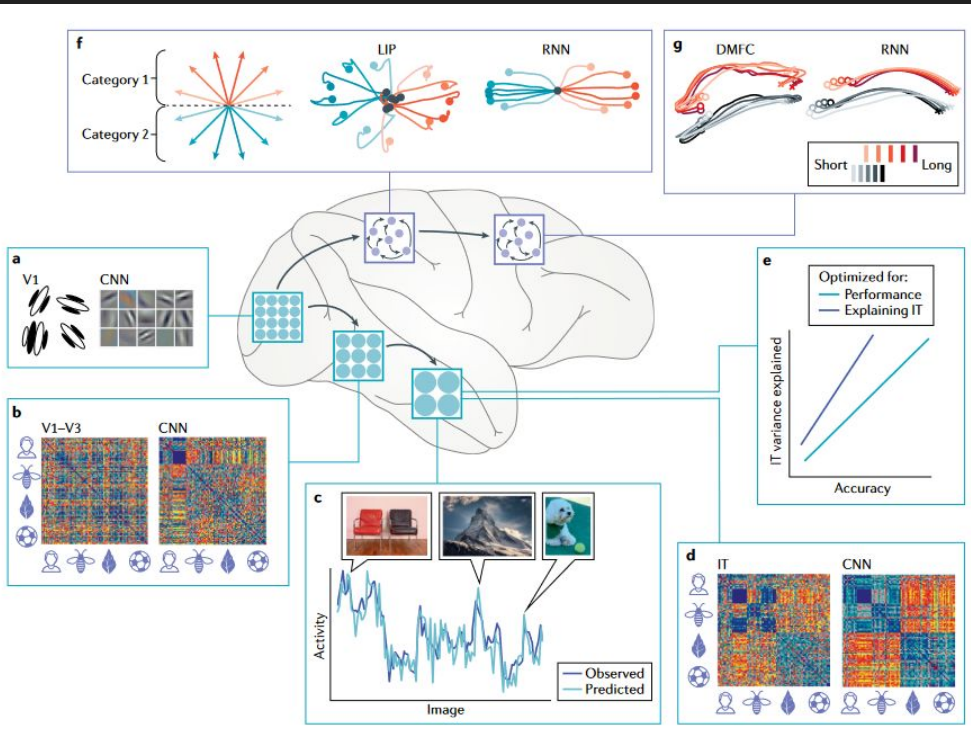 f
LIP
RNN
Category 1
Category 2
g
DMFC
RNN
Short
Long
a
V1
CNN
e
Optimized for:
Performance
Explaining IT
IT variance explained
Accuracy
b
V1–V3
CNN
c
Activity
Observed
Predicted
Image
d
IT
CNN